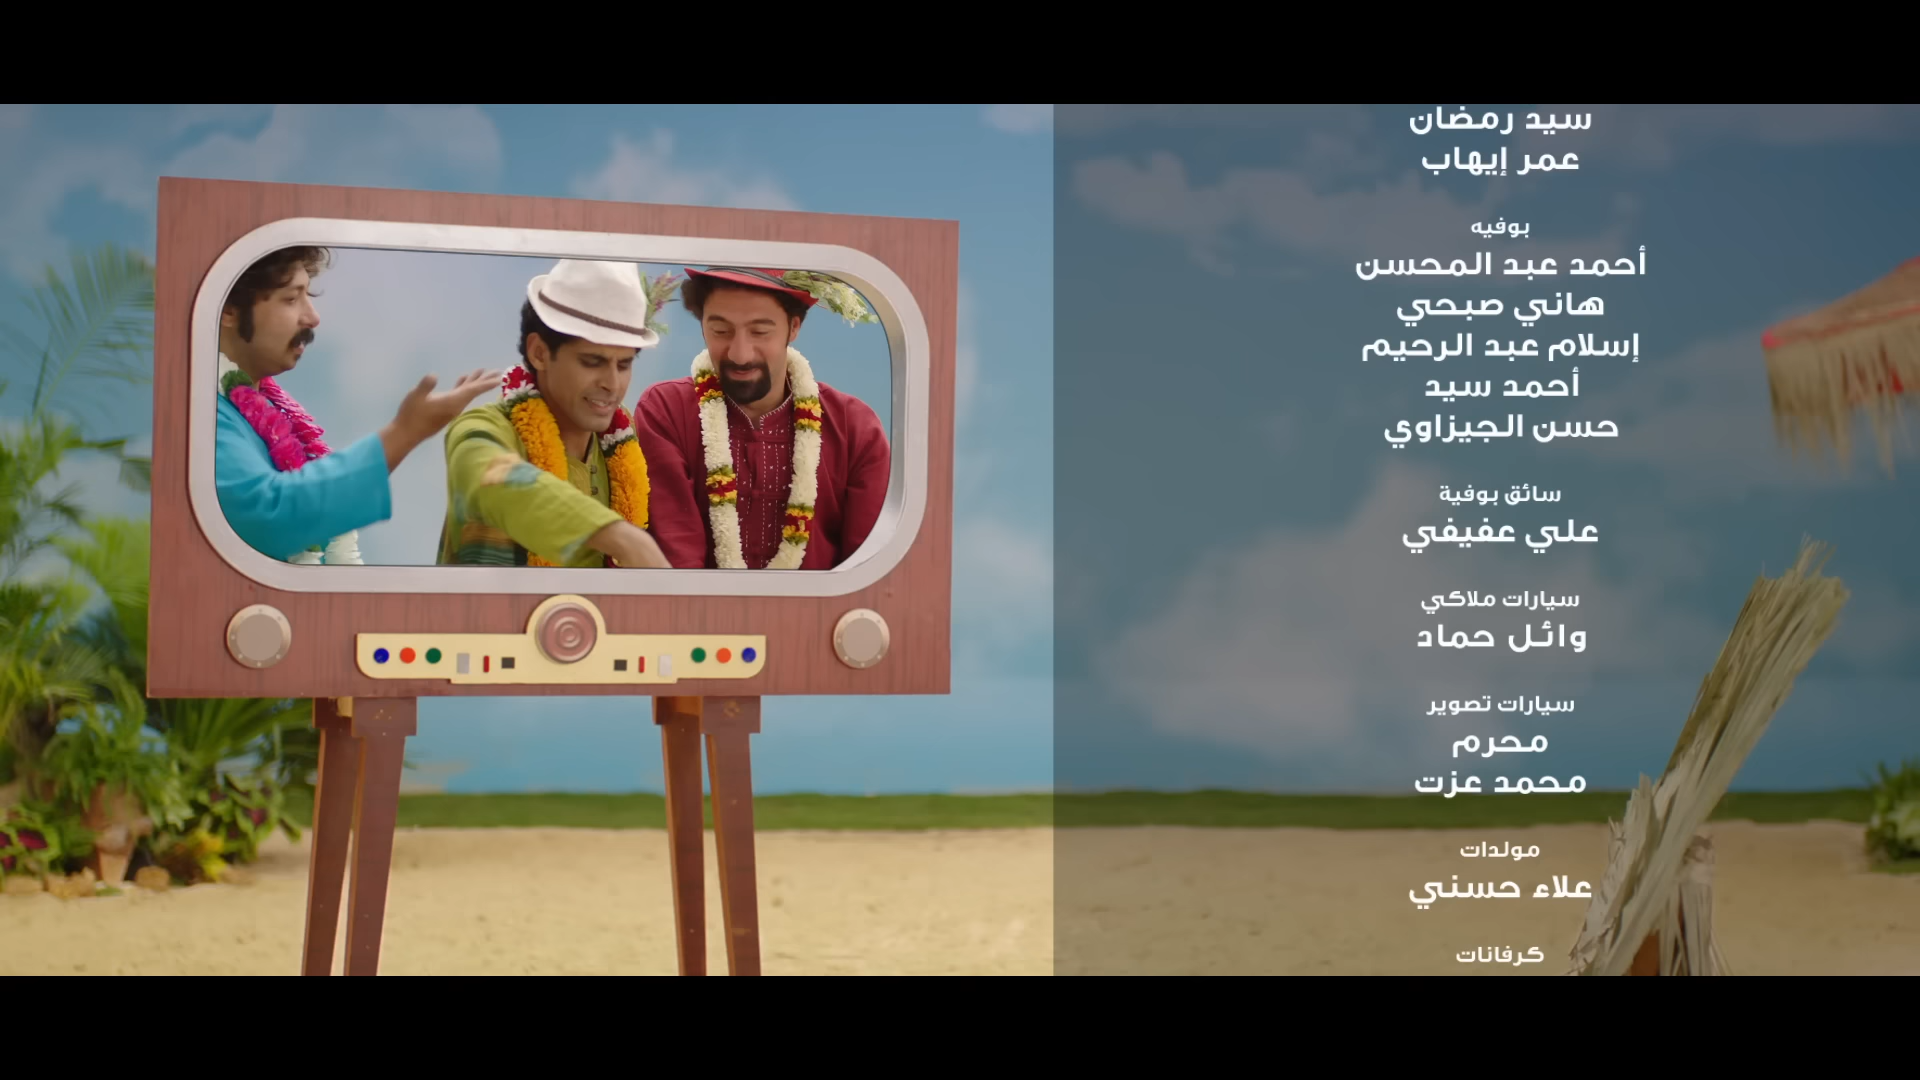 سيد رمضان
عمر إيهاب
بوفيه
أحمد عبد المحسن
هاني صبحي
إسلام عبد الرحيم
أحمد سيد
حسن الجيزاوي
سائق بوفية
علي عفيفي
سيارات ملاكي
وائل حماد
سيارات تصوير
محرم
محمد عزت
مولدات
علاء حسني
كرفانات